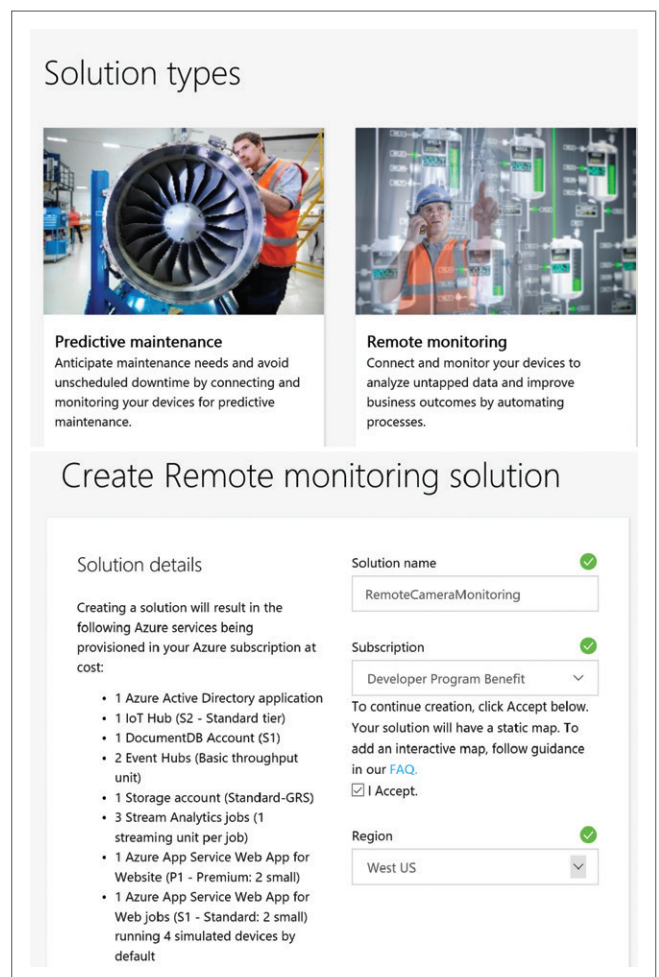 Solution types
Predictive maintenance
Anticipate maintenance needs and avoid
unscheduled downtime by connecting and
monitoring your devices for predictive
maintenance.
Remote monitoring
Connect and monitor your devices to
analyze untapped data and improve
business outcomes by automating
processes.
Create Remote monitoring solution
Solution details
Creating a solution will result in the
following Azure services being
provisioned in your Azure subscription at
cost:
• 1 Azure Active Directory application
• 1 IoT Hub (S2 - Standard tier)
• 1 DocumentDB Account (S1)
• 2 Event Hubs (Basic throughput
unit)
• 1 Storage account (Standard-GRS)
• 3 Stream Analytics jobs (1
streaming unit per job)
• 1 Azure App Service Web App for
Website (P1 - Premium: 2 small)
• 1 Azure App Service Web App for
Web jobs (S1 - Standard: 2 small)
running 4 simulated devices by
default
Solution name
RemoteCameraMonitoring
Subscription
Developer Program Benefit
To continue creation, click Accept below.
Your solution will have a static map. To
add an interactive map, follow guidance
in our FAQ.
I Accept.
Region
West US